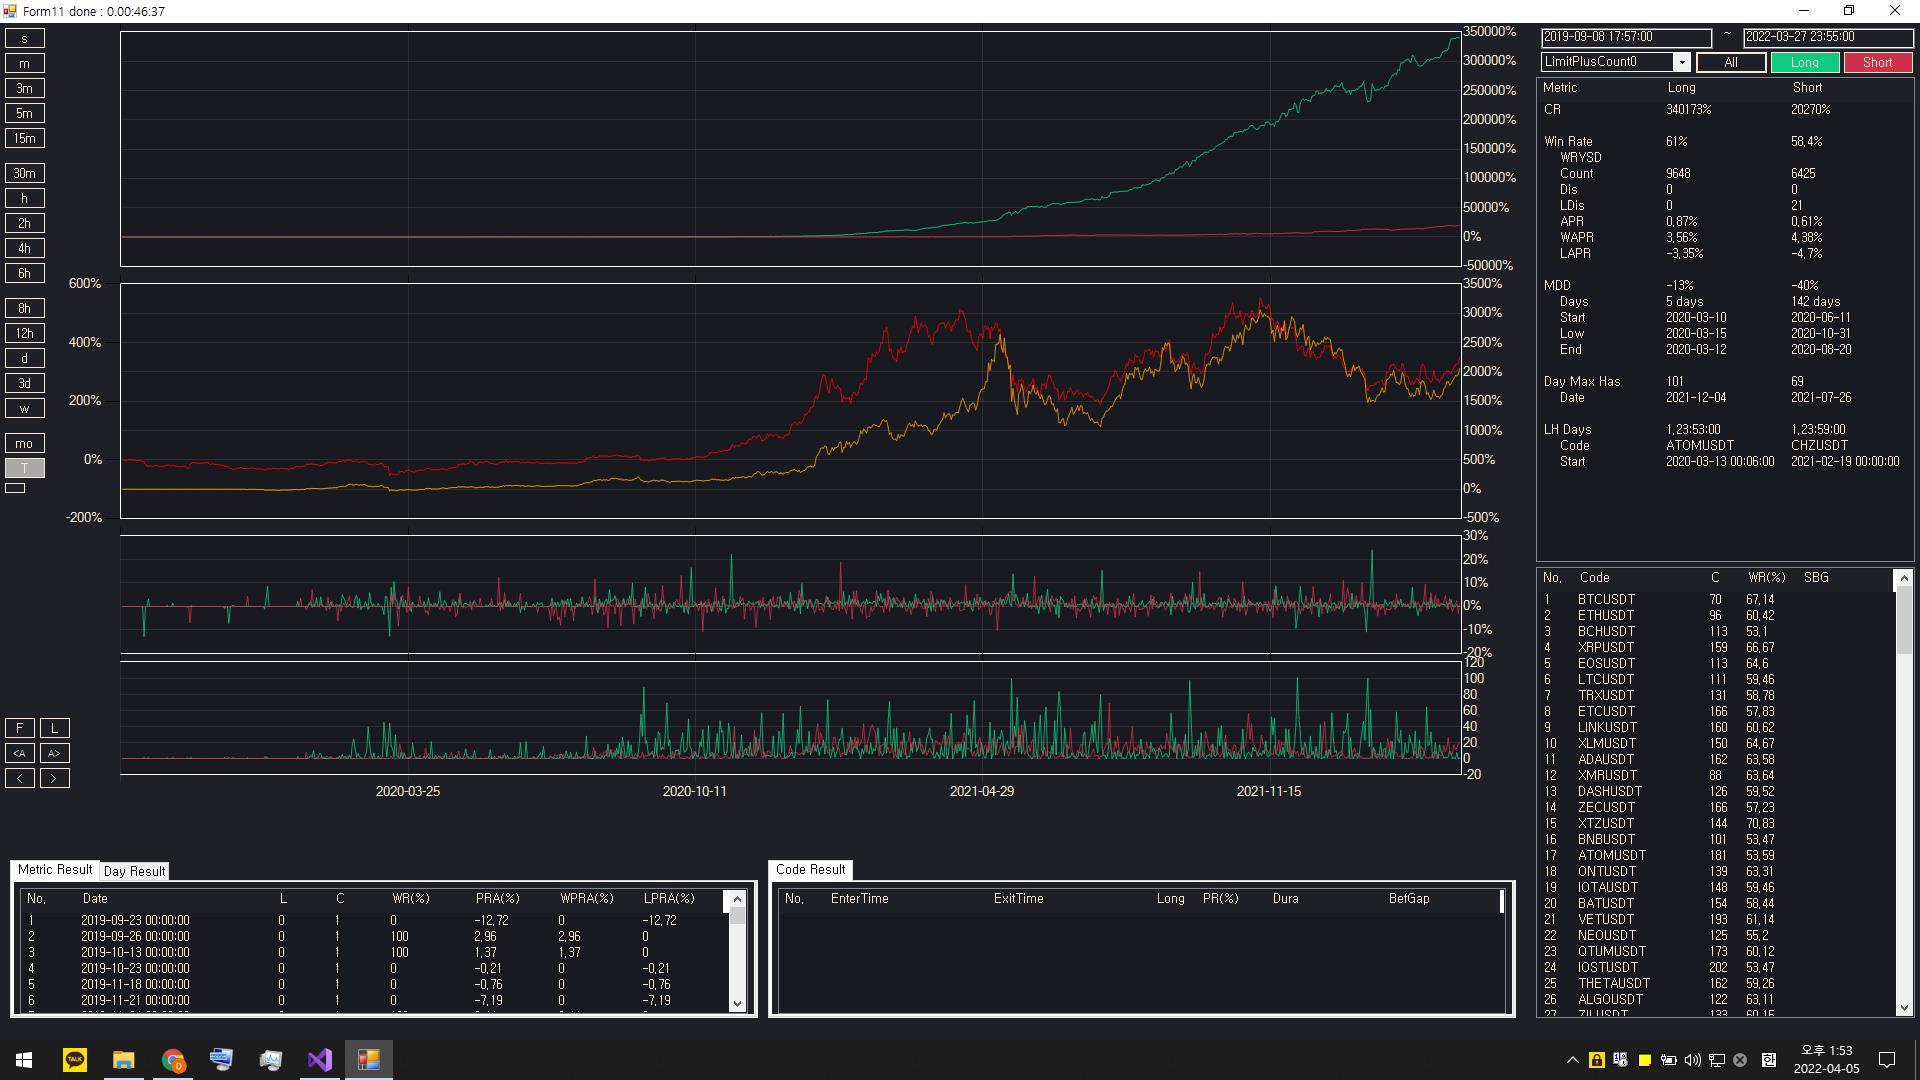 Form11 done : 0.00:46:37
s
m
3m
5m
15m
30m
h
2h
4h
6h
8h
12h
d
3d
w
mo
T
F L
<A A>
< >
350000%
300000%
250000%
200000%
150000%
100000%
50000%
0%
-50000%
600%
400%
200%
0%
-200%
3500%
3000%
2500%
2000%
1500%
1000%
500%
0%
-500%
30%
20%
10%
0%
-10%
-20%
120
100
80
60
40
20
0
-20
2020-03-25 2020-10-11 2021-04-29 2021-11-15
2019-09-08 17:57:00 ~ 2022-03-27 23:55:00
LimitPlusCount0 All Long Short
Metric Long Short
CR 340173% 20270%
Win Rate 61% 58,4%
WRYSD
Count 9648 6425
Dis 0 0
LDis 0 21
APR 0,87% 0,61%
WAPR 3,56% 4,38%
LAPR -3,35% -4,7%
MDD -13% -40%
Days 5 days 142 days
Start 2020-03-10 2020-06-11
Low 2020-03-15 2020-10-31
End 2020-03-12 2020-08-20
Day Max Has 101 69
Date 2021-12-04 2021-07-26
LH Days 1,23:53:00 1,23:59:00
Code ATOMUSDT CHZUSDT
Start 2020-03-13 00:06:00 2021-02-19 00:00:00
No, Code C WR(%) SBG
1 BTCUSDT 70 67,14
2 ETHUSDT 96 60,42
3 BCHUSDT 113 53,1
4 XRPUSDT 159 66,67
5 EOSUSDT 113 64,6
6 LTCUSDT 111 59,46
7 TRXUSDT 131 58,78
8 ETCUSDT 166 57,83
9 LINKUSDT 160 60,62
10 XLMUSDT 150 64,67
11 ADAUSDT 162 63,58
12 XMRUSDT 88 63,64
13 DASHUSDT 126 59,52
14 ZECUSDT 166 57,23
15 XTZUSDT 144 70,83
16 BNBUSDT 101 53,47
17 ATOMUSDT 181 53,59
18 ONTUSDT 139 63,31
19 IOTAUSDT 148 59,46
20 BATUSDT 154 58,44
21 VETUSDT 193 61,14
22 NEOUSDT 125 55,2
23 QTUMUSDT 173 60,12
24 IOSTUSDT 202 53,47
25 THETAUSDT 162 59,26
26 ALGOUSDT 122 63,11
27 ZILUSDT 133 60,15
Metric Result Day Result
No, Date L C WR(%) PRA(%) WPRA(%) LPRA(%)
1 2019-09-23 00:00:00 0 1 0 -12,72 0 -12,72
2 2019-09-26 00:00:00 0 1 100 2,96 2,96 0
3 2019-10-13 00:00:00 0 1 100 1,37 1,37 0
4 2019-10-23 00:00:00 0 1 0 -0,21 0 -0,21
5 2019-11-18 00:00:00 0 1 0 -0,76 0 -0,76
6 2019-11-21 00:00:00 0 1 0 -7,19 0 -7,19
Code Result
No, EnterTime ExitTime Long PR(%) Dura BefGap
TALK
오후 1:53
2022-04-05